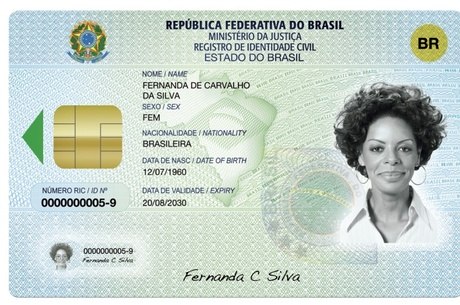 REPÚBLICA FEDERATIVA DO BRASIL
MINISTÉRIO DA JUSTIÇA
REGISTRO DE IDENTIDADE CIVIL
ESTADO DO BRASIL
BR
NOME / NAME
FERNANDA DE CARVALHO
DA SILVA
SEXO / SEX
FEM
NACIONALIDADE / NATIONALITY
BRASILEIRA
DATA DE NASC / DATE OF BIRTH
12/07/1960
NÚMERO RIC / ID Nº
0000000005-9
DATA DE VALIDADE / EXPIRY
20/08/2030
0000000005-9
Fernanda C Silva
Fernanda C Silva